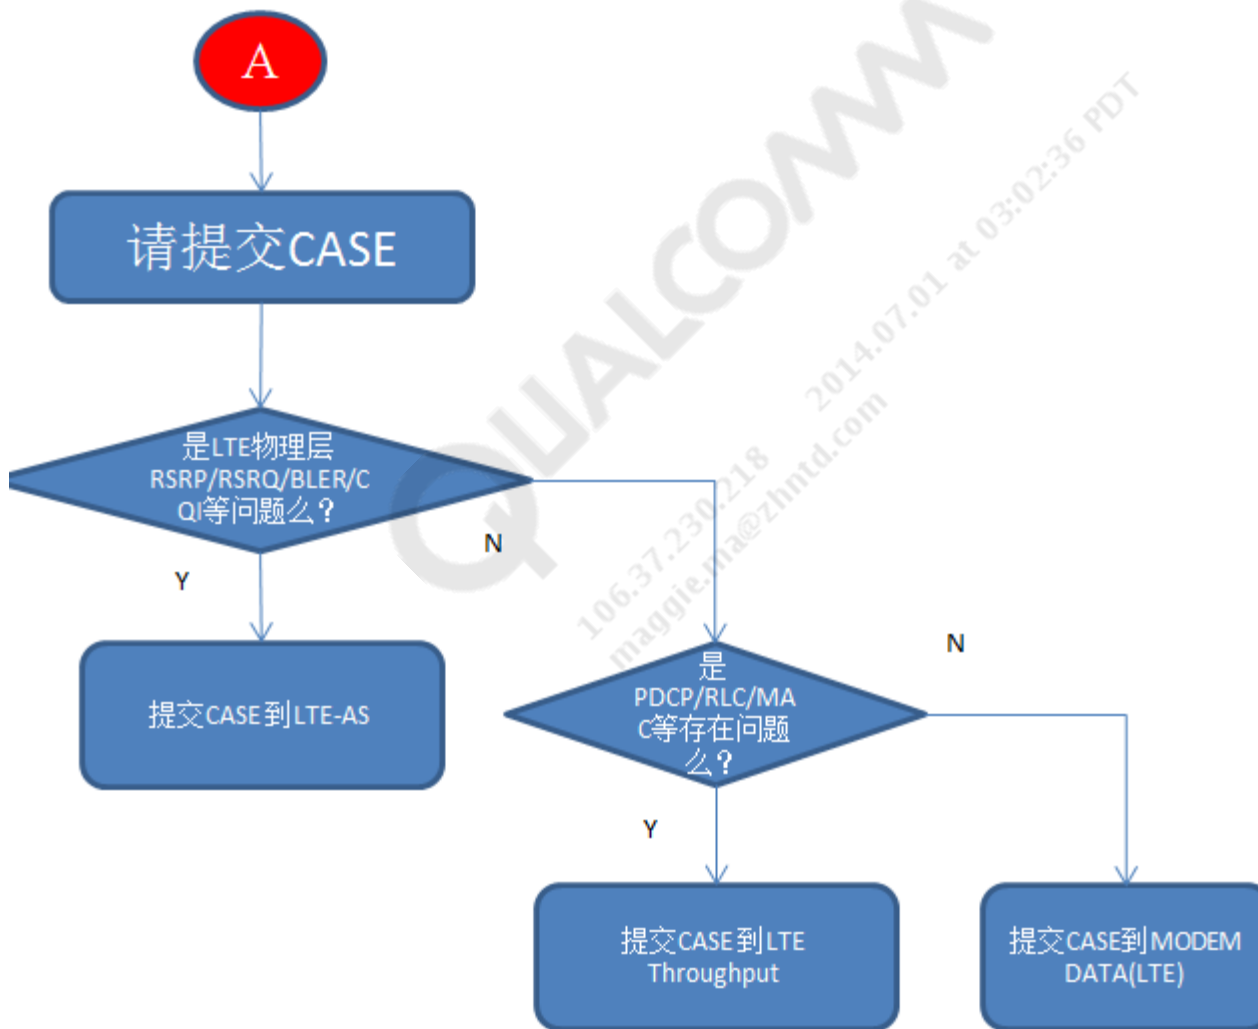 A
请提交CASE
是LTE物理层
RSRP/RSRQ/BLER/C
QI等问题么？
N
Y
提交CASE到LTE-AS
是
PDCP/RLC/MA
C等存在问题
么？
N
Y
提交CASE到LTE
Throughput
提交CASE到MODEM
DATA(LTE)
QUALCOMM
106.37.230.218 2014.07.01 at 03:02:36 PDT
maggie.ma@zhntd.com